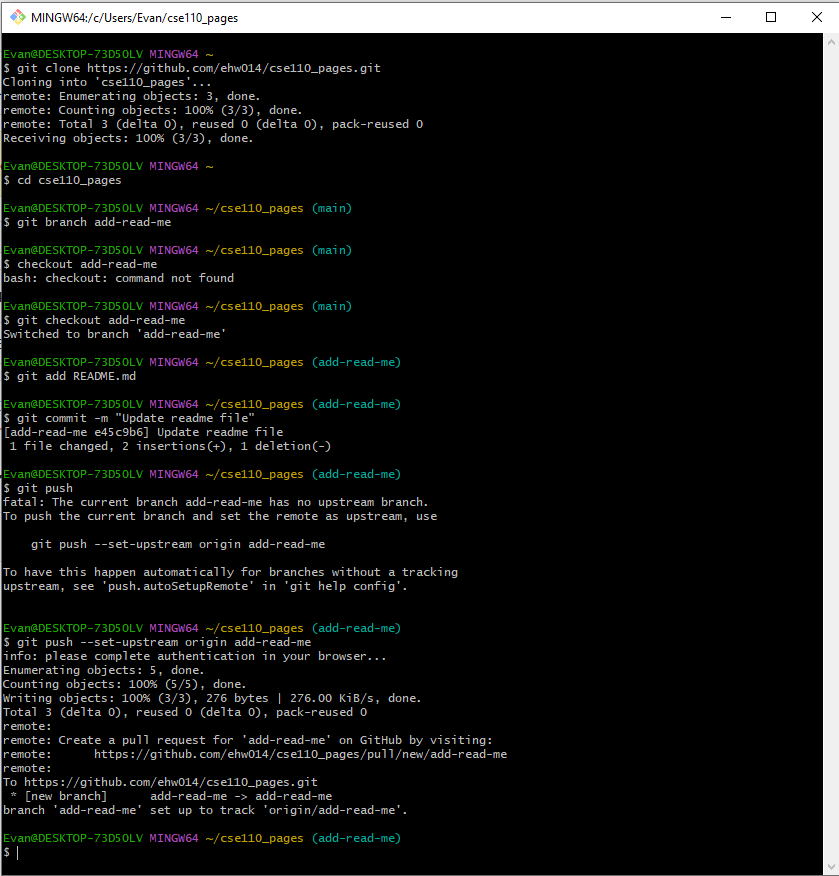 MINGW64:/c/Users/Evan/cse110_pages
Evan@DESKTOP-73D5OLV MINGW64 ~
$ git clone https://github.com/ehw014/cse110_pages.git
Cloning into 'cse110_pages'...
remote: Enumerating objects: 3, done.
remote: Counting objects: 100% (3/3), done.
remote: Total 3 (delta 0), reused 0 (delta 0), pack-reused 0
Receiving objects: 100% (3/3), done.
Evan@DESKTOP-73D5OLV MINGW64 ~
$ cd cse110_pages
Evan@DESKTOP-73D5OLV MINGW64 ~/cse110_pages (main)
$ git branch add-read-me
Evan@DESKTOP-73D5OLV MINGW64 ~/cse110_pages (main)
$ checkout add-read-me
bash: checkout: command not found
Evan@DESKTOP-73D5OLV MINGW64 ~/cse110_pages (main)
$ git checkout add-read-me
Switched to branch 'add-read-me'
Evan@DESKTOP-73D5OLV MINGW64 ~/cse110_pages (add-read-me)
$ git add README.md
Evan@DESKTOP-73D5OLV MINGW64 ~/cse110_pages (add-read-me)
$ git commit -m "Update readme file"
[add-read-me e45c9b6] Update readme file
 1 file changed, 2 insertions(+), 1 deletion(-)
Evan@DESKTOP-73D5OLV MINGW64 ~/cse110_pages (add-read-me)
$ git push
fatal: The current branch add-read-me has no upstream branch.
To push the current branch and set the remote as upstream, use
    git push --set-upstream origin add-read-me
To have this happen automatically for branches without a tracking
upstream, see 'push.autoSetupRemote' in 'git help config'.
Evan@DESKTOP-73D5OLV MINGW64 ~/cse110_pages (add-read-me)
$ git push --set-upstream origin add-read-me
info: please complete authentication in your browser...
Enumerating objects: 5, done.
Counting objects: 100% (5/5), done.
Writing objects: 100% (3/3), 276 bytes | 276.00 KiB/s, done.
Total 3 (delta 0), reused 0 (delta 0), pack-reused 0
remote:
remote: Create a pull request for 'add-read-me' on GitHub by visiting:
remote:      https://github.com/ehw014/cse110_pages/pull/new/add-read-me
remote:
To https://github.com/ehw014/cse110_pages.git
 * [new branch]      add-read-me -> add-read-me
branch 'add-read-me' set up to track 'origin/add-read-me'.
Evan@DESKTOP-73D5OLV MINGW64 ~/cse110_pages (add-read-me)
$